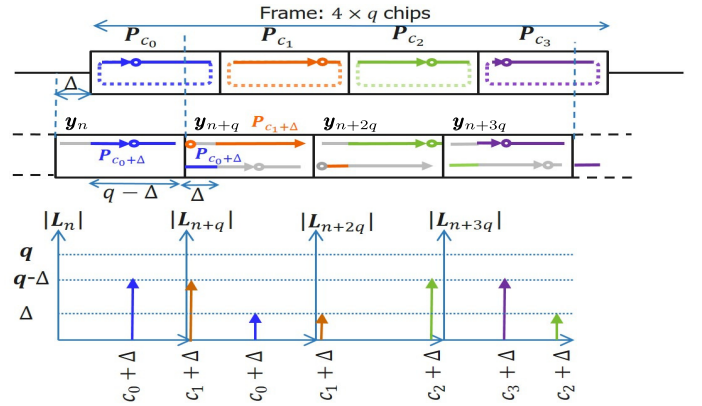 Frame: 4 × q chips
P_{c_0} P_{c_1} P_{c_2} P_{c_3}
Δ
y_n y_{n+q} P_{c_1+Δ} y_{n+2q} y_{n+3q}
P_{c_0+Δ} P_{c_0+Δ}
q − Δ Δ
|L_n| |L_{n+q}| |L_{n+2q}| |L_{n+3q}|
q
q-Δ
Δ
c_0 + Δ c_1 + Δ c_0 + Δ c_1 + Δ c_2 + Δ c_3 + Δ c_2 + Δ